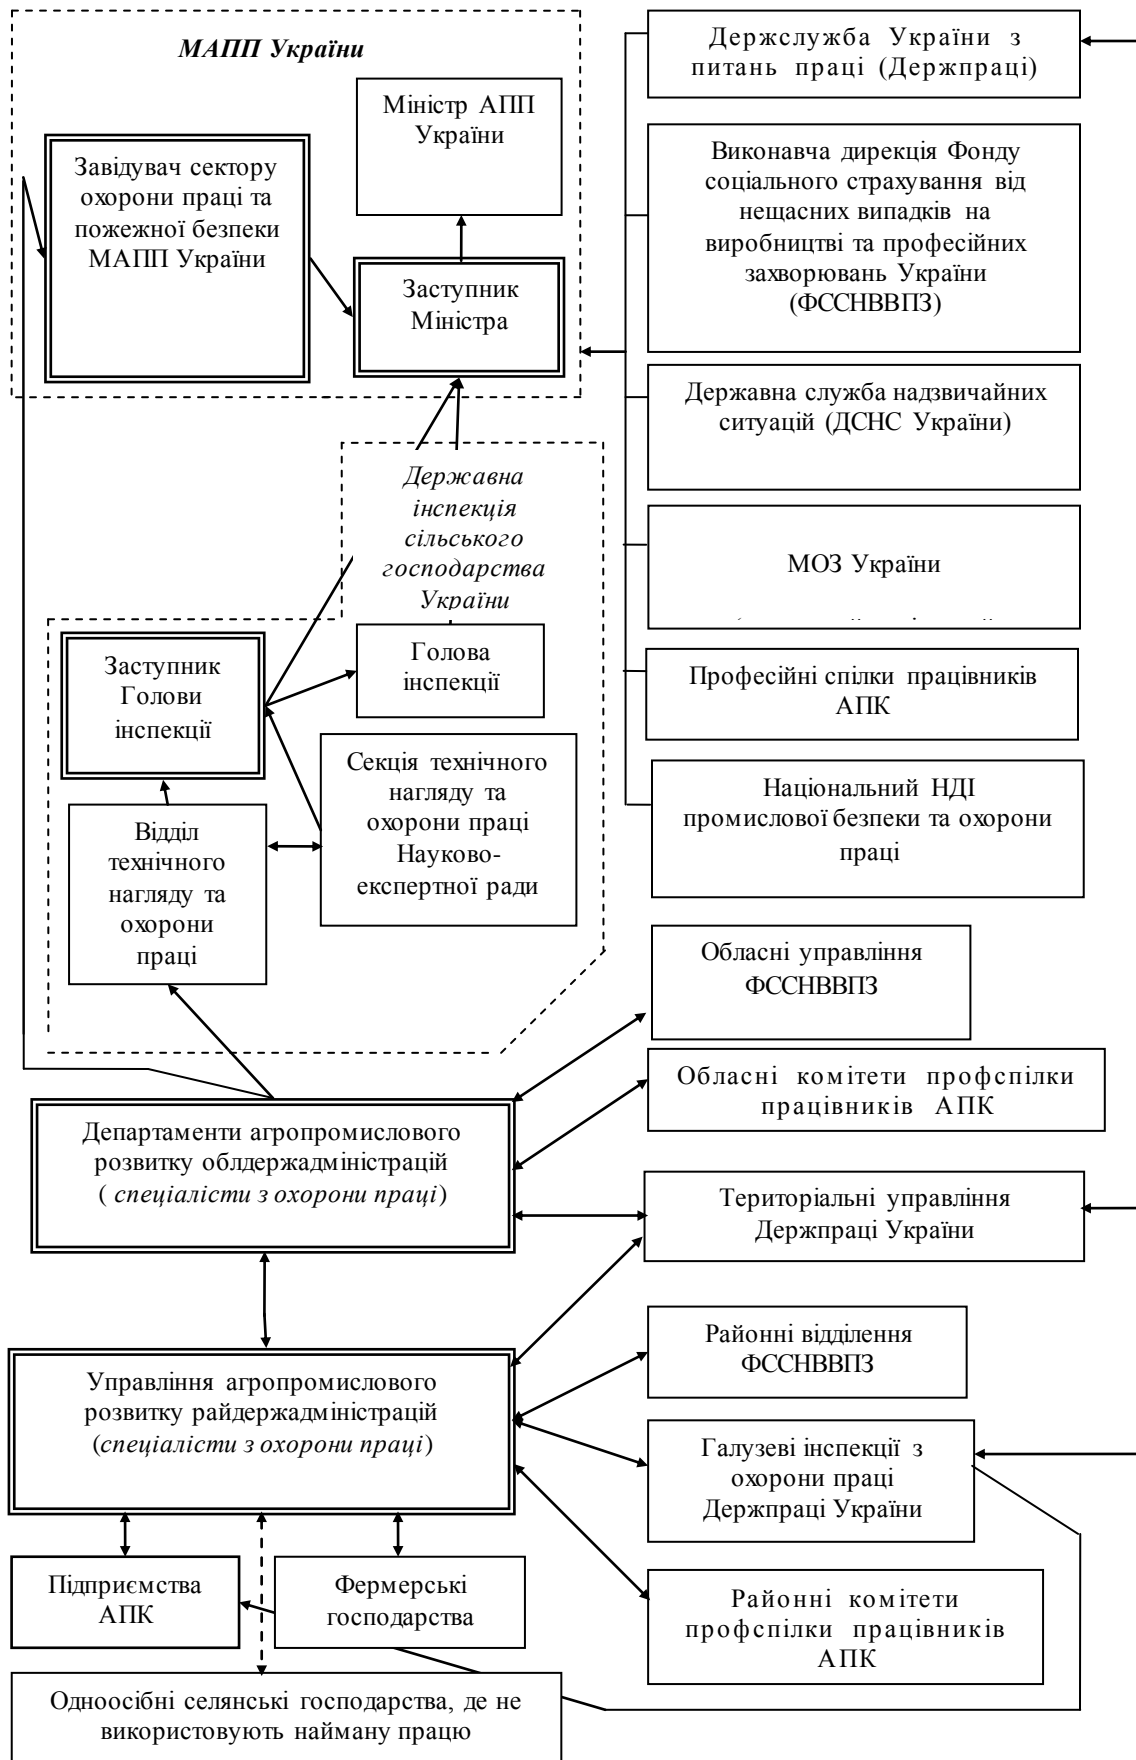 МАПП України
Міністр АПП
України
Завідувач сектору
охорони праці та
пожежної безпеки
МАПП України
Заступник
Міністра
Держслужба України з
питань праці (Держпраці)
Виконавча дирекція Фонду
соціального страхування від
нещасних випадків на
виробництві та професійних
захворювань України
(ФССНВВПЗ)
Державна служба надзвичайних
ситуацій (ДСНС України)
МОЗ України
Професійні спілки працівників
АПК
Національний НДІ
промислової безпеки та охорони
праці
Державна
інспекція
сільського
господарства
України
Заступник
Голови
інспекції
Голова
інспекції
Секція технічного
нагляду та
охорони праці
Науково-
експертної ради
Відділ
технічного
нагляду та
охорони
праці
Обласні управління
ФССНВВПЗ
Обласні комітети профспілки
працівників АПК
Департаменти агропромислового
розвитку облдержадміністрацій
( спеціалісти з охорони праці)
Територіальні управління
Держпраці України
Районні відділення
ФССНВВПЗ
Управління агропромислового
розвитку райдержадміністрацій
(спеціалісти з охорони праці)
Галузеві інспекції з
охорони праці
Держпраці України
Підприємства
АПК
Фермерські
господарства
Районні комітети
профспілки працівників
АПК
Одноосібні селянські господарства, де не
використовують найману працю